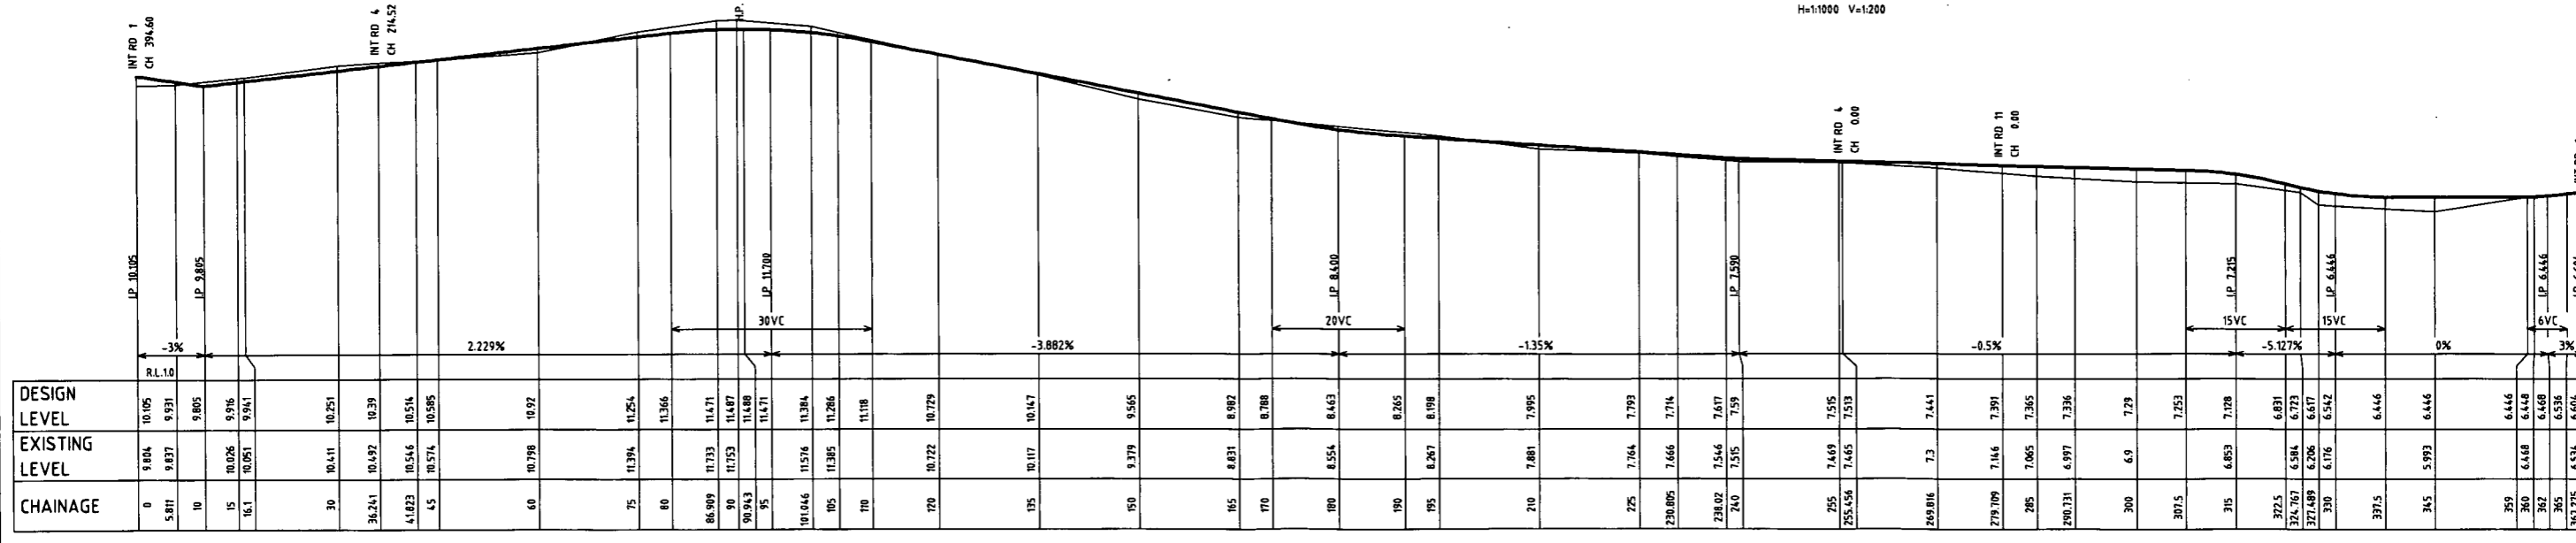 H=1:1000 V=1:200
INT RD 1
CH 394.60
INT RD 4
CH 214.52
H.P.
INT RD 4
CH 0.00
INT RD 11
CH 0.00
I.P 10.105
I.P 9.805
I.P 11.700
I.P 8.400
I.P 7.590
I.P 7.215
I.P 6.446
I.P 6.446
30VC
20VC
15VC
15VC
6VC
-3%
2.229%
-3.882%
-1.35%
-0.5%
-5.127%
0%
3%
R.L.1.0
DESIGN
LEVEL
10.105 9.931 9.805 9.916 9.941 10.251 10.39 10.514 10.585 10.92 11.254 11.366 11.471 11.487 11.488 11.471 11.384 11.286 11.118 10.729 10.147 9.565 8.982 8.788 8.463 8.265 8.198 7.995 7.793 7.714 7.617 7.59 7.515 7.513 7.441 7.391 7.365 7.336 7.29 7.253 7.128 6.831 6.723 6.617 6.542 6.446 6.446 6.446 6.448 6.468 6.536
EXISTING
LEVEL
9.804 9.837 10.026 10.051 10.411 10.492 10.546 10.574 10.798 11.394 11.733 11.753 11.576 11.385 10.722 10.117 9.379 8.831 8.554 8.267 7.881 7.764 7.666 7.546 7.515 7.469 7.465 7.3 7.146 7.065 6.997 6.9 6.853 6.584 6.206 6.176 5.993 6.468
CHAINAGE
0 5.811 10 15 16.1 30 36.241 41.823 45 60 75 80 86.909 90 90.943 95 101.046 105 110 120 135 150 165 170 180 190 195 210 225 230.805 238.02 240 255 255.456 269.816 279.709 285 290.731 300 307.5 315 322.5 324.767 327.489 330 337.5 345 359 360 362 365